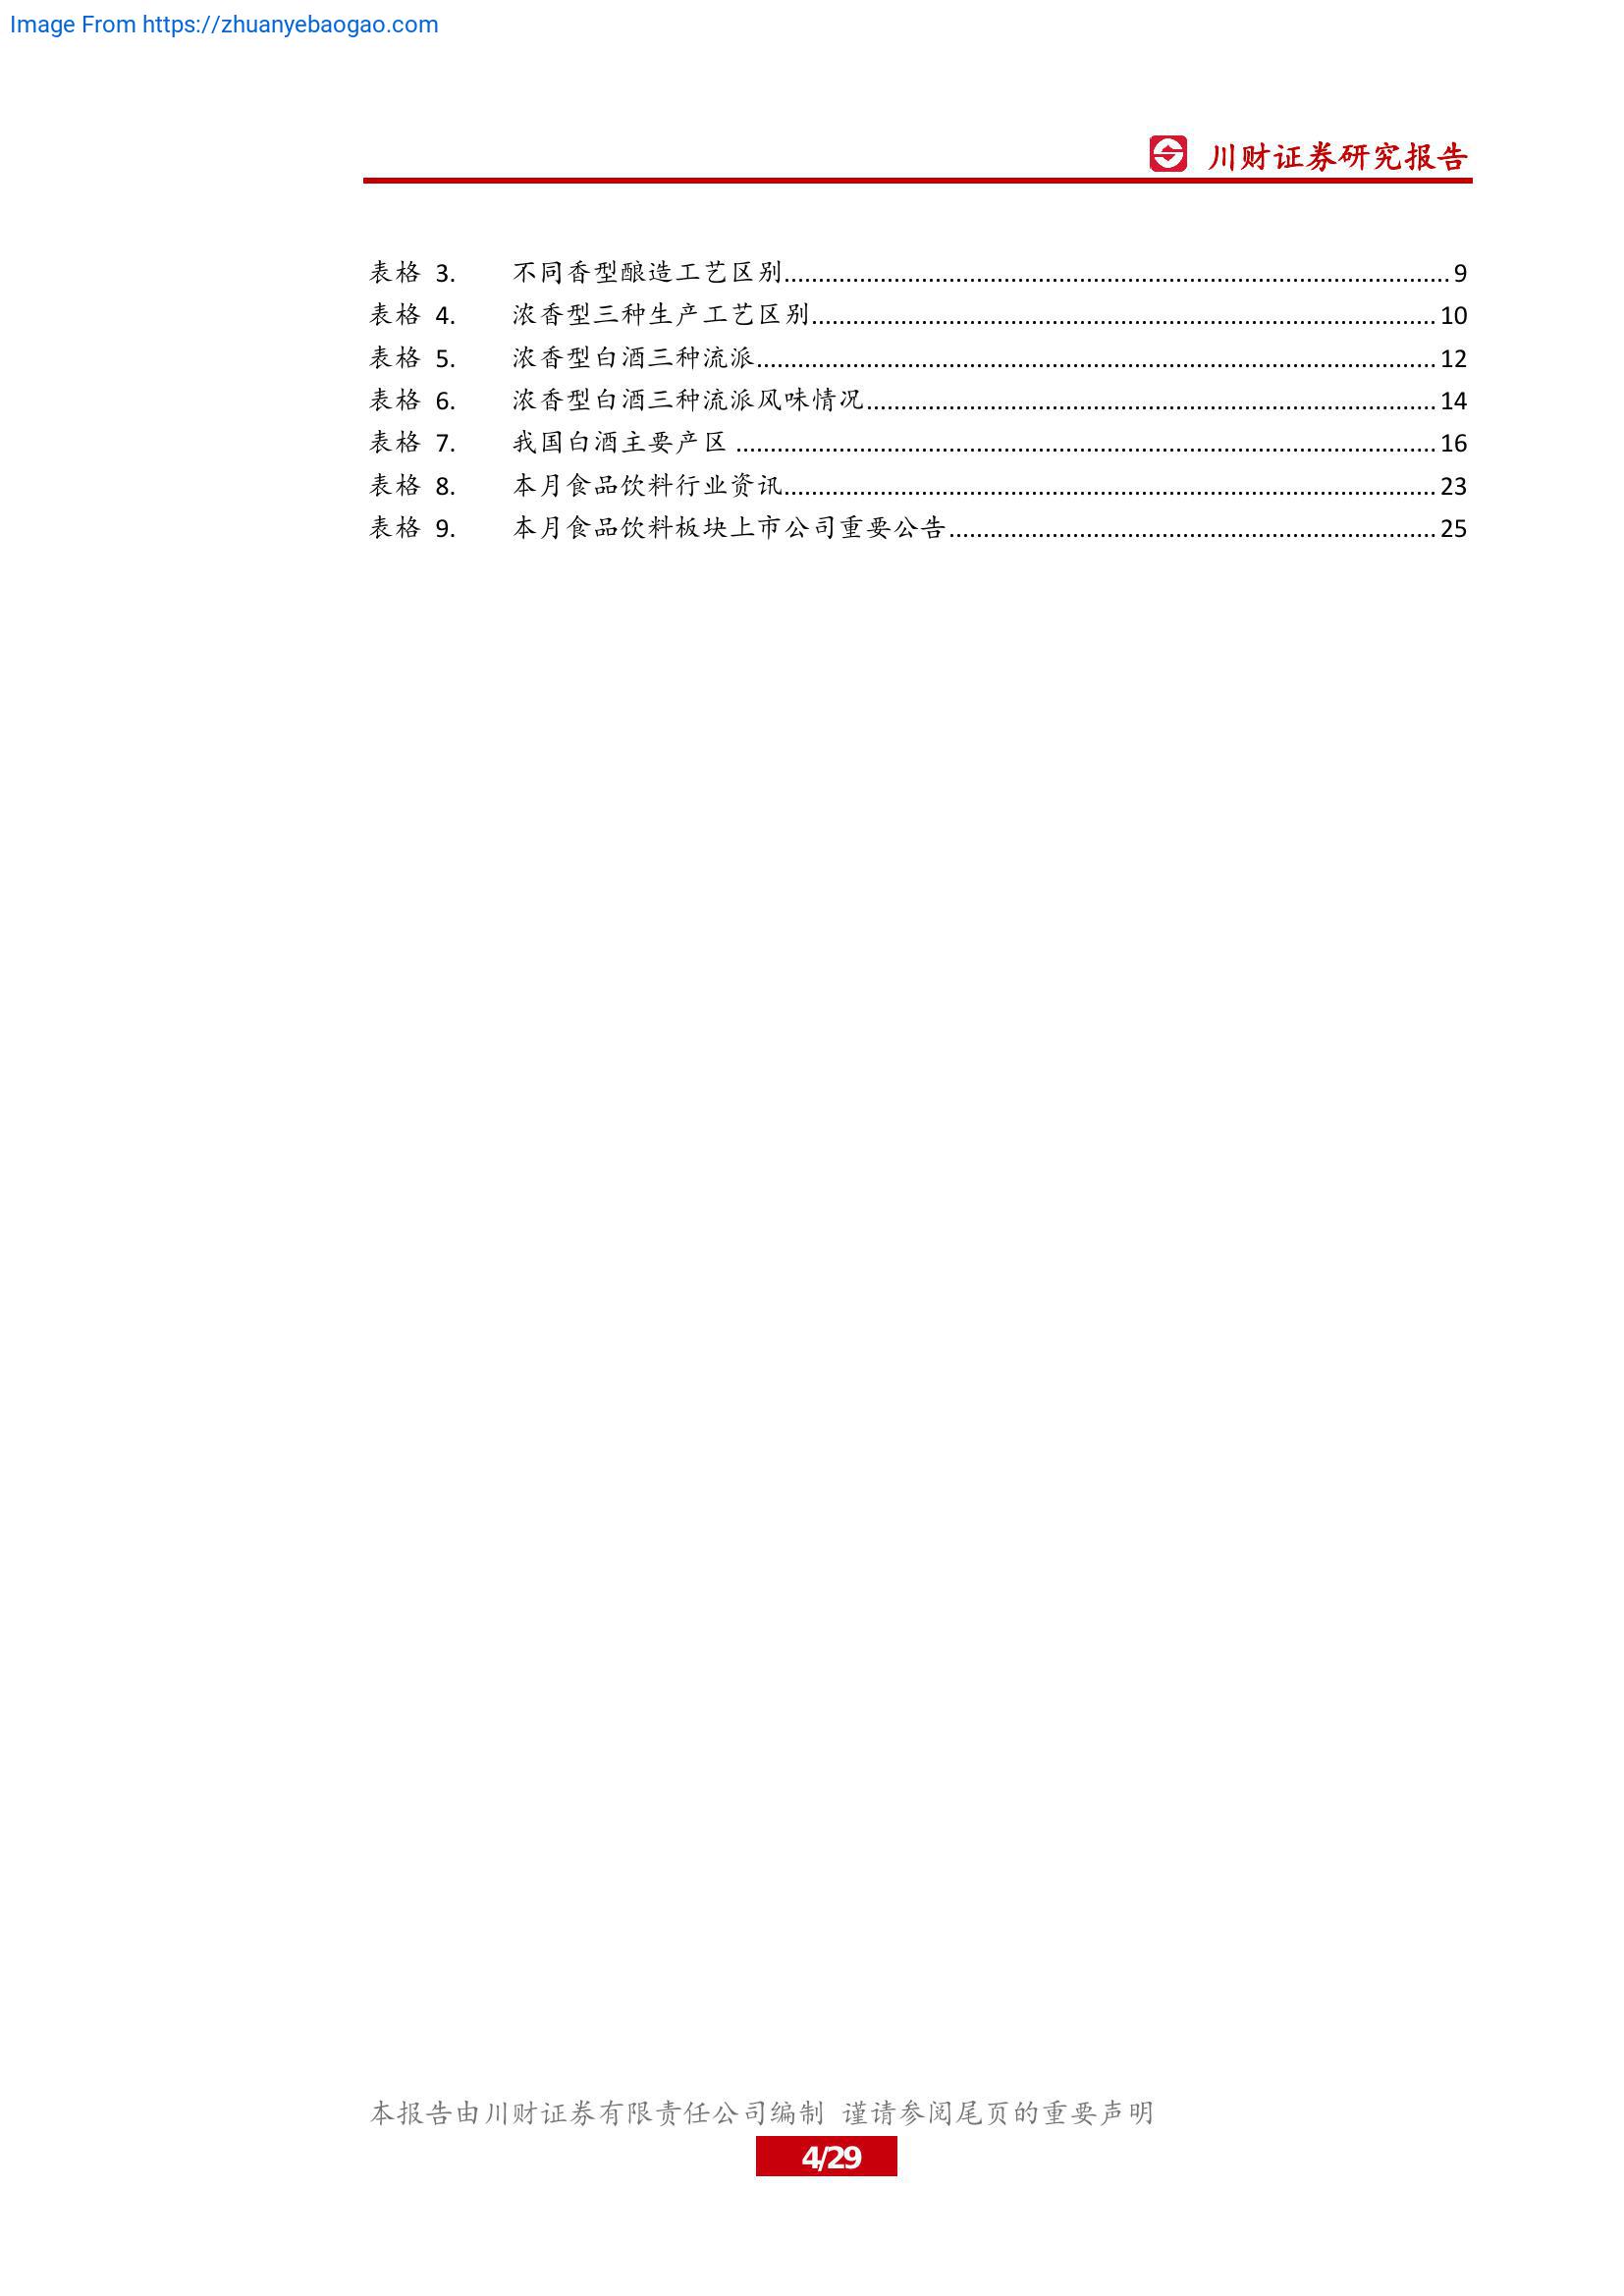 Image From https://zhuanyebaogao.com
川财证券研究报告
表格 3. 不同香型酿造工艺区别 9
表格 4. 浓香型三种生产工艺区别 10
表格 5. 浓香型白酒三种流派 12
表格 6. 浓香型白酒三种流派风味情况 14
表格 7. 我国白酒主要产区 16
表格 8. 本月食品饮料行业资讯 23
表格 9. 本月食品饮料板块上市公司重要公告 25
本报告由川财证券有限责任公司编制 谨请参阅尾页的重要声明
4/29